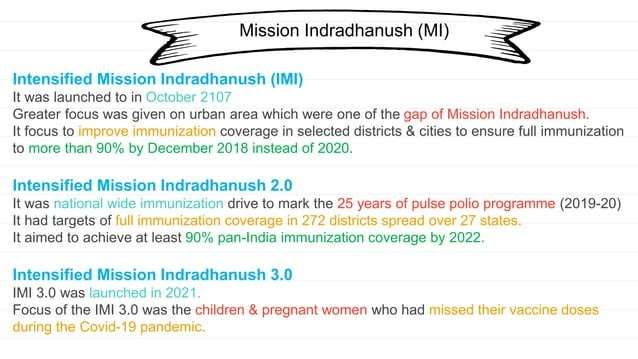 Mission Indradhanush (MI)
Intensified Mission Indradhanush (IMI)
It was launched to in October 2107
Greater focus was given on urban area which were one of the gap of Mission Indradhanush.
It focus to improve immunization coverage in selected districts & cities to ensure full immunization
to more than 90% by December 2018 instead of 2020.
Intensified Mission Indradhanush 2.0
It was national wide immunization drive to mark the 25 years of pulse polio programme (2019-20)
It had targets of full immunization coverage in 272 districts spread over 27 states.
It aimed to achieve at least 90% pan-India immunization coverage by 2022.
Intensified Mission Indradhanush 3.0
IMI 3.0 was launched in 2021.
Focus of the IMI 3.0 was the children & pregnant women who had missed their vaccine doses
during the Covid-19 pandemic.